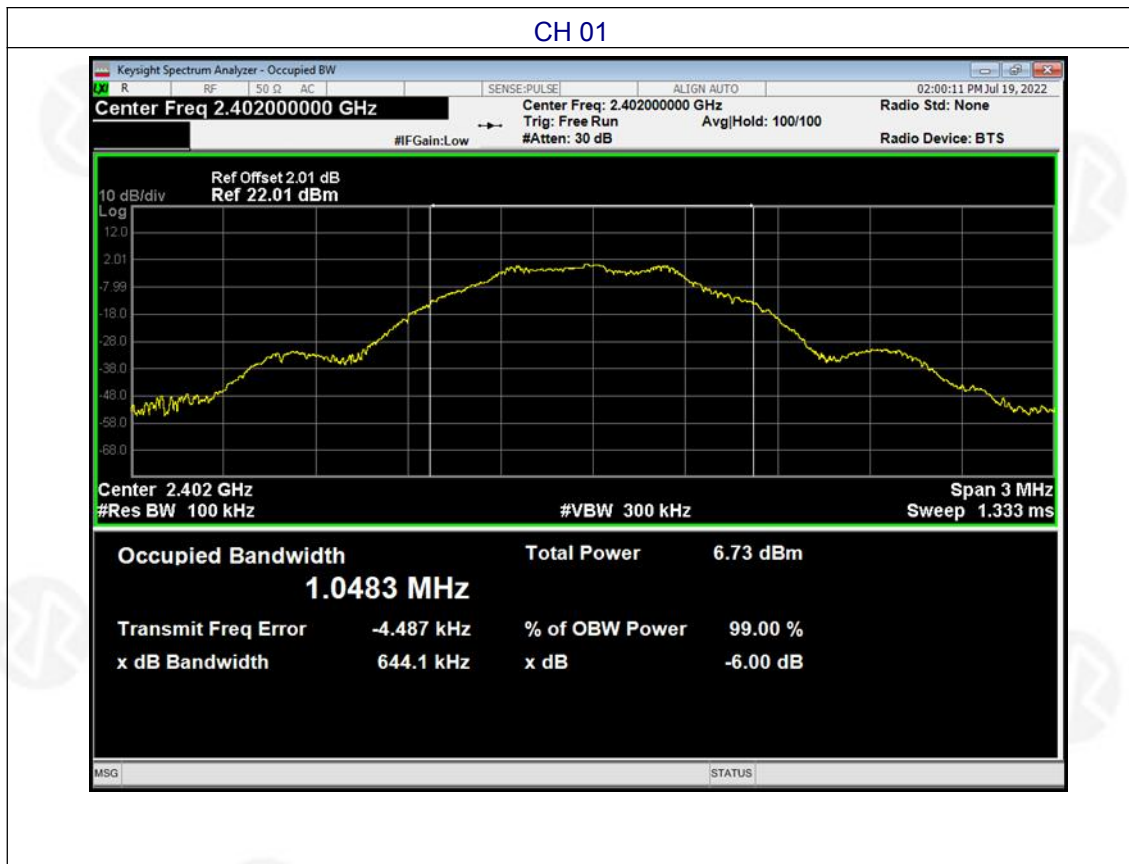 CH 01
Keysight Spectrum Analyzer - Occupied BW
LXI R RF 50 Ω AC SENSE:PULSE ALIGN AUTO 02:00:11 PM Jul 19, 2022
Center Freq 2.402000000 GHz Center Freq: 2.402000000 GHz Radio Std: None
Trig: Free Run Avg|Hold: 100/100
#IFGain:Low #Atten: 30 dB Radio Device: BTS
Ref Offset 2.01 dB
10 dB/div Ref 22.01 dBm
Log
12.0
2.01
-7.99
-18.0
-28.0
-38.0
-48.0
-58.0
-68.0
Center 2.402 GHz Span 3 MHz
#Res BW 100 kHz #VBW 300 kHz Sweep 1.333 ms
Occupied Bandwidth Total Power 6.73 dBm
1.0483 MHz
Transmit Freq Error -4.487 kHz % of OBW Power 99.00 %
x dB Bandwidth 644.1 kHz x dB -6.00 dB
MSG STATUS